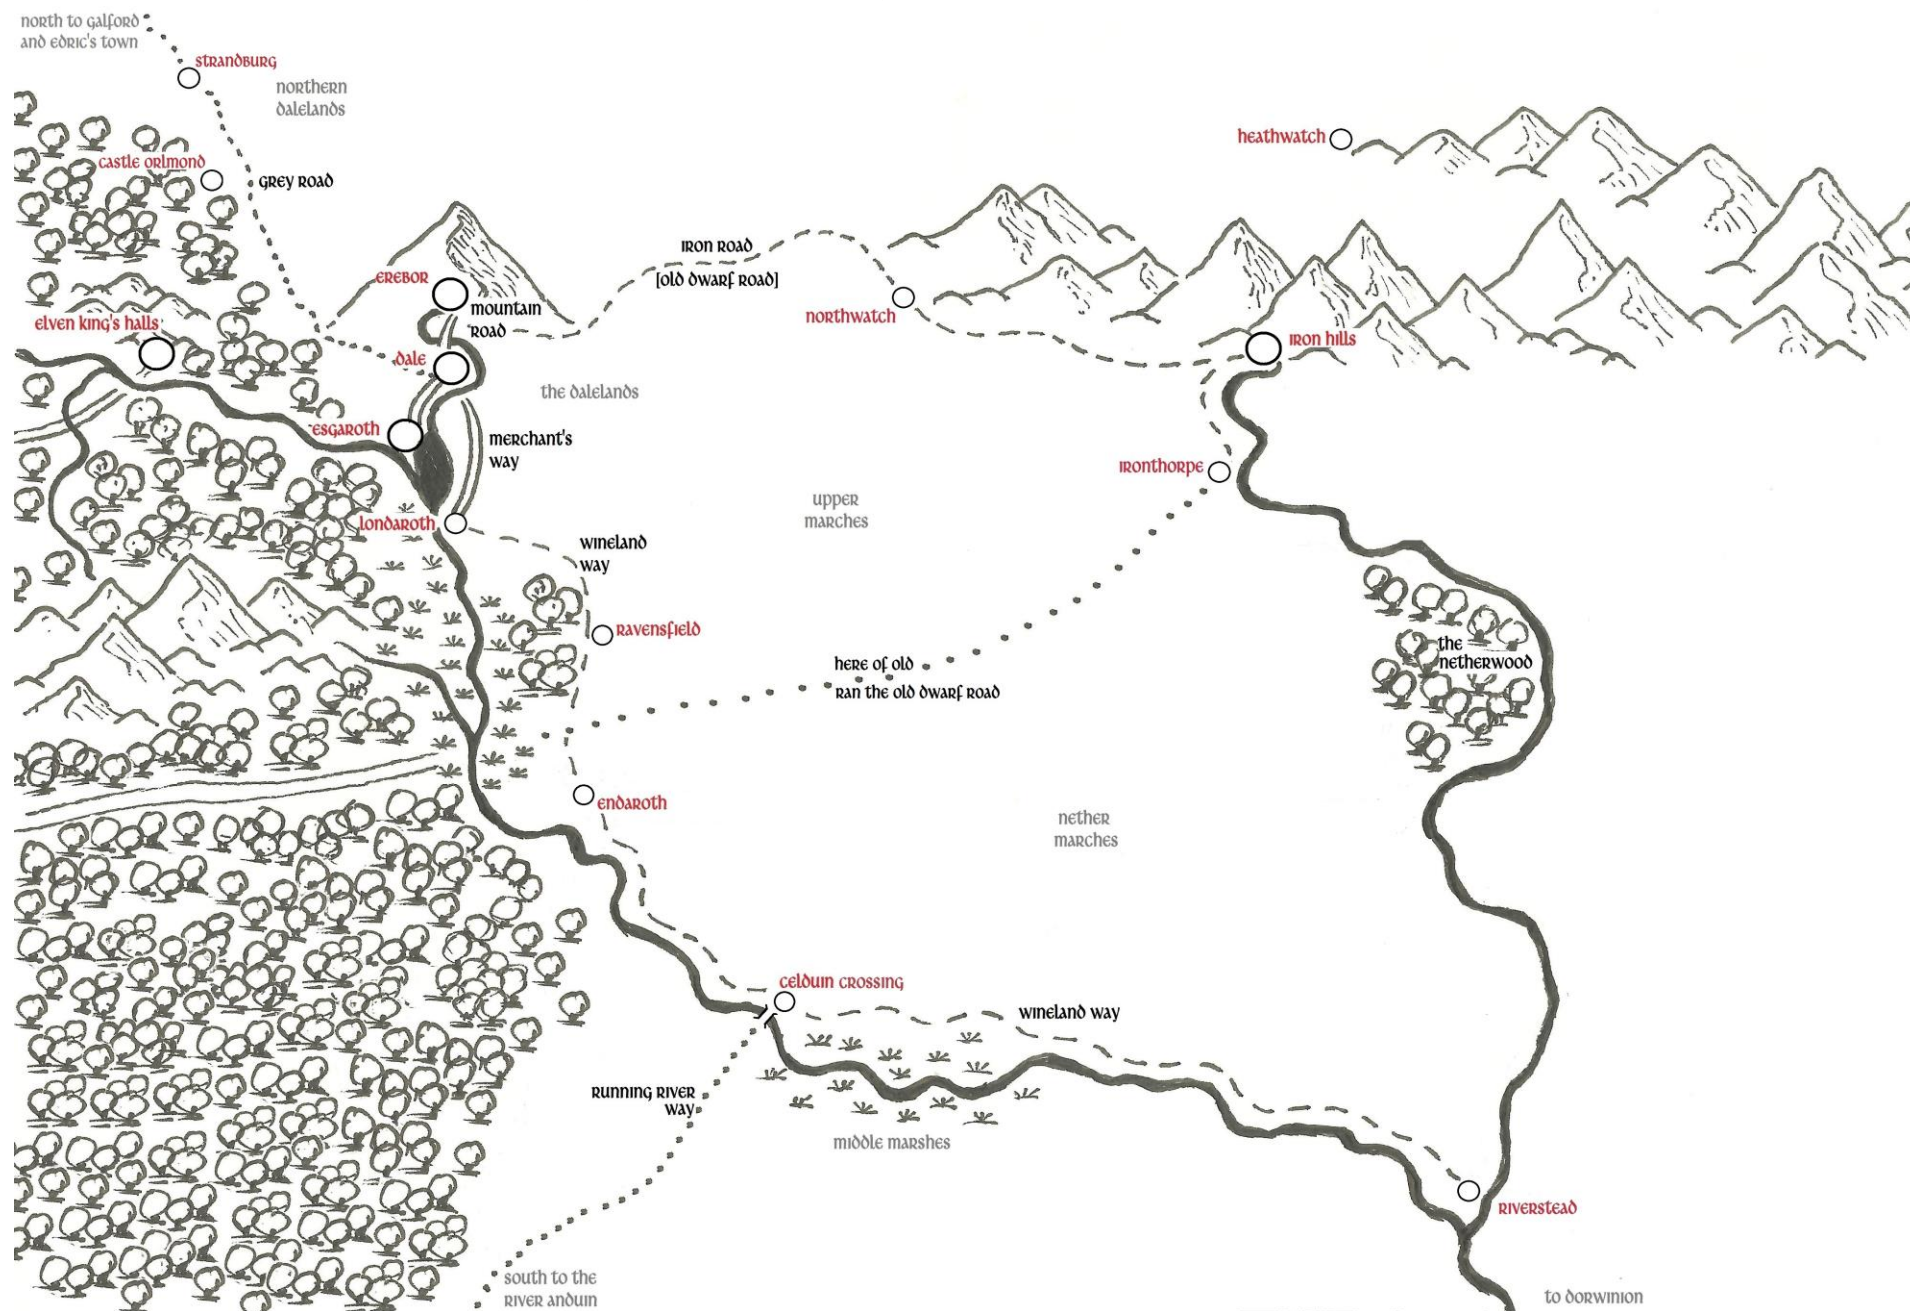 north to galford
and edric's town
strandburg
northern
dalelands
castle orlmond
grey road
heathwatch
iron road
[old dwarf road]
erebor
mountain
road
northwatch
elven king's halls
iron hills
dale
the dalelands
esgaroth
merchant's
way
ironthorpe
upper
marches
londaroth
wineland
way
ravensfield
the
netherwood
here of old
ran the old dwarf road
endaroth
nether
marches
celduin crossing
wineland way
running river
way
middle marshes
riverstead
south to the
river anduin
to dorwinion